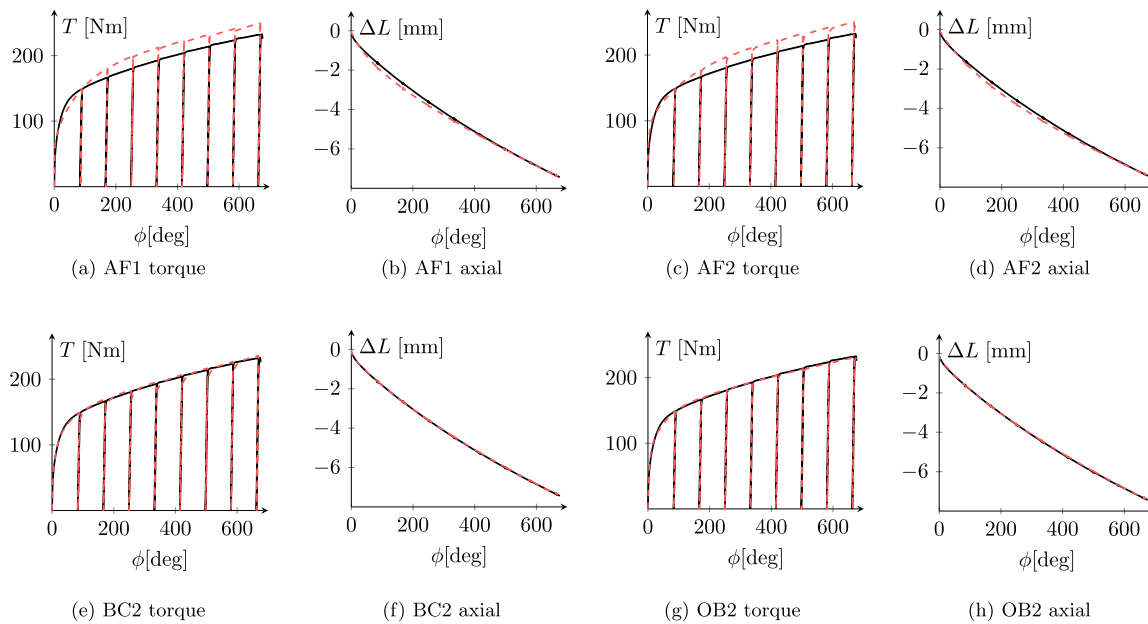 T [Nm]
200
100
0 200 400 600
ϕ[deg]
(a) AF1 torque
ΔL [mm]
0
−2
−4
−6
0 200 400 600
ϕ[deg]
(b) AF1 axial
T [Nm]
200
100
0 200 400 600
ϕ[deg]
(c) AF2 torque
ΔL [mm]
0
−2
−4
−6
0 200 400 600
ϕ[deg]
(d) AF2 axial
T [Nm]
200
100
0 200 400 600
ϕ[deg]
(e) BC2 torque
ΔL [mm]
0
−2
−4
−6
0 200 400 600
ϕ[deg]
(f) BC2 axial
T [Nm]
200
100
0 200 400 600
ϕ[deg]
(g) OB2 torque
ΔL [mm]
0
−2
−4
−6
0 200 400 600
ϕ[deg]
(h) OB2 axial